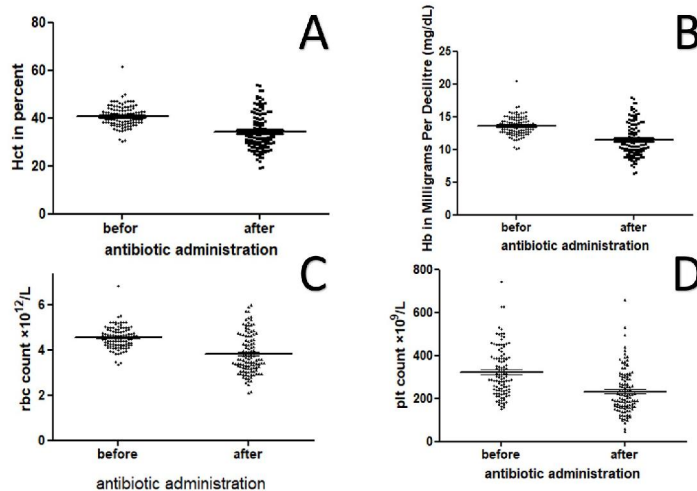 A
Hct in percent
80
60
40
20
0
befor
after
antibiotic administration
B
Hb in Milligrams Per Decilitre (mg/dL)
25
20
15
10
5
0
befor
after
antibiotic administration
C
rbc count ×10¹²/L
6
4
2
0
before
after
antibiotic administration
D
plt count ×10⁹/L
800
600
400
200
0
before
after
antibiotic administration